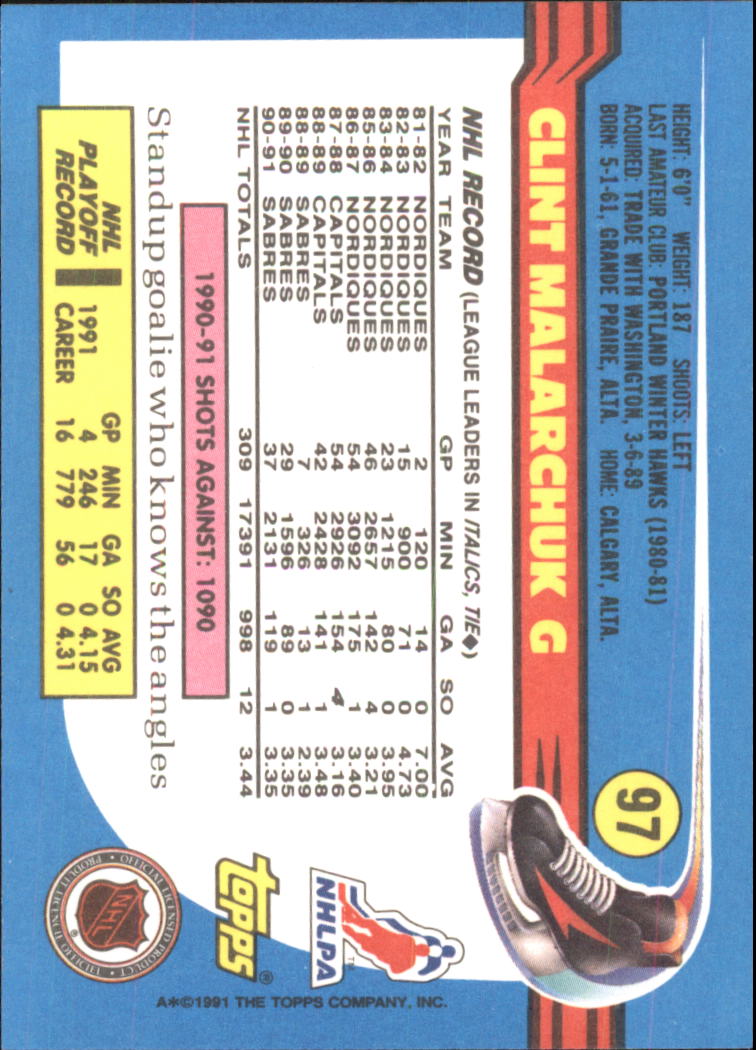 97
HEIGHT: 6'0" WEIGHT: 187 SHOOTS: LEFT
LAST AMATEUR CLUB: PORTLAND WINTER HAWKS (1980-81)
ACQUIRED: TRADE WITH WASHINGTON, 3-6-89
BORN: 5-1-61, GRANDE PRAIRE, ALTA. HOME: CALGARY, ALTA.
CLINT MALARCHUK G
NHL RECORD (LEAGUE LEADERS IN ITALICS, TIE◆)
YEAR TEAM GP MIN GA SO AVG
81-82 NORDIQUES 2 120 14 0 7.00
82-83 NORDIQUES 15 900 71 0 4.73
83-84 NORDIQUES 23 1215 80 0 3.95
85-86 NORDIQUES 46 2657 142 4 3.21
86-87 NORDIQUES 54 3092 175 1 3.40
87-88 CAPITALS 54 2926 154 4 3.16
88-89 CAPITALS 42 2428 141 1 3.48
88-89 SABRES 7 326 13 1 2.39
89-90 SABRES 29 1596 89 0 3.35
90-91 SABRES 37 2131 119 1 3.35
NHL TOTALS 309 17391 998 12 3.44
1990-91 SHOTS AGAINST: 1090
Standup goalie who knows the angles
NHL PLAYOFF RECORD
GP MIN GA SO AVG
1991 4 246 17 0 4.15
CAREER 16 779 56 0 4.31
NHLPA ™
TOPPS ®
OFFICIAL LICENSED PRODUCT • PRODUIT LICENCIÉ OFFICIEL •
NHL ®
A*©1991 THE TOPPS COMPANY, INC.